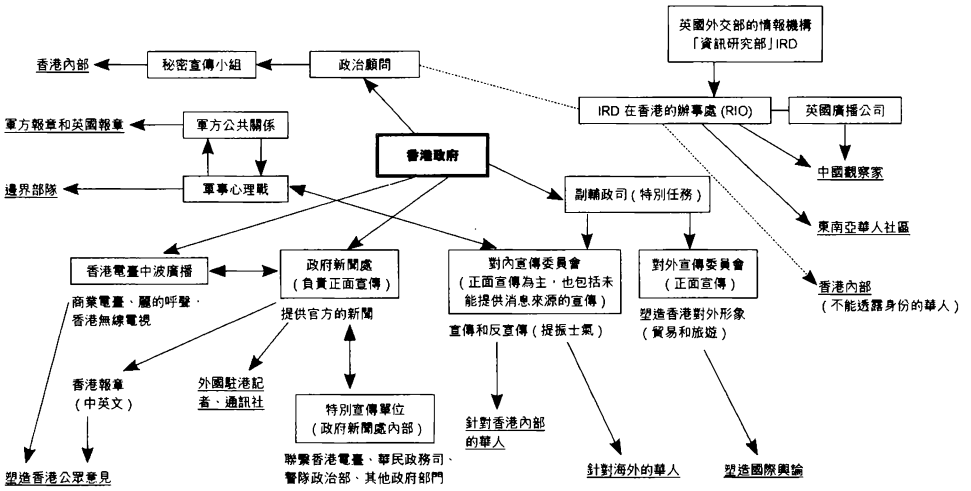 英國外交部的情報機構
「資訊研究部」IRD
香港內部
秘密宣傳小組
政治顧問
IRD 在香港的辦事處 (RIO)
英國廣播公司
軍方報章和英國報章
軍方公共關係
香港政府
中國觀察家
邊界部隊
軍事心理戰
副輔政司（特別任務）
東南亞華人社區
香港電臺中波廣播
政府新聞處
（負責正面宣傳）
對內宣傳委員會
（正面宣傳為主，也包括未
能提供消息來源的宣傳）
對外宣傳委員會
（正面宣傳）
香港內部
（不能透露身份的華人）
商業電臺、麗的呼聲、
香港無線電視
提供官方的新聞
宣傳和反宣傳（提振士氣）
塑造香港對外形象
（貿易和旅遊）
香港報章
（中英文）
外國駐港記
者、通訊社
特別宣傳單位
（政府新聞處內部）
針對香港內部
的華人
聯繫香港電臺、華民政務司、
警隊政治部、其他政府部門
塑造香港公眾意見
針對海外的華人
塑造國際輿論